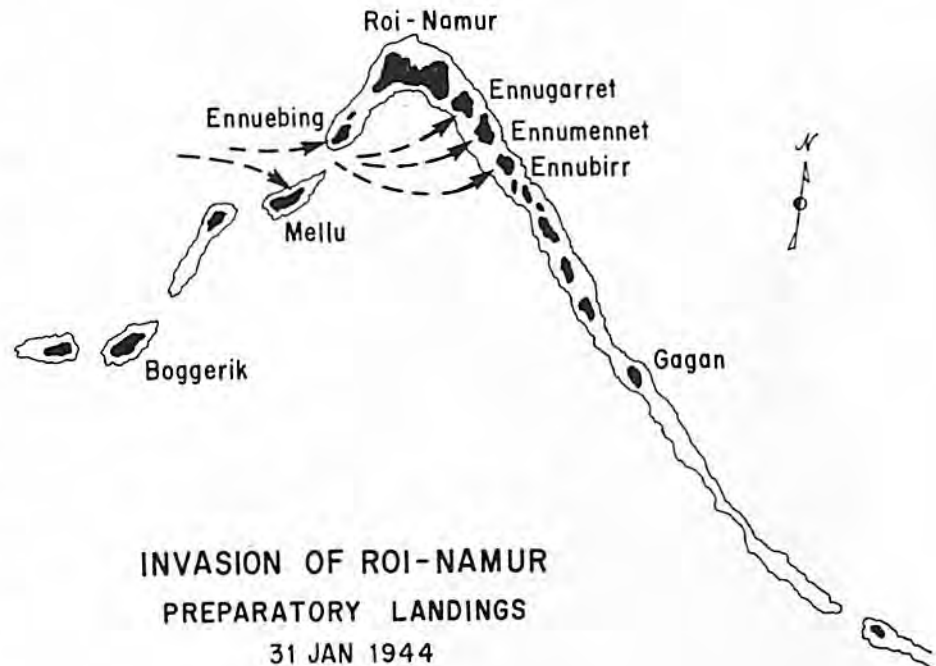 Roi-Namur
Ennugarret
Ennuebing
Ennumennet
Ennubirr
N
Mellu
Boggerik
Gagan
INVASION OF ROI-NAMUR
PREPARATORY LANDINGS
31 JAN 1944